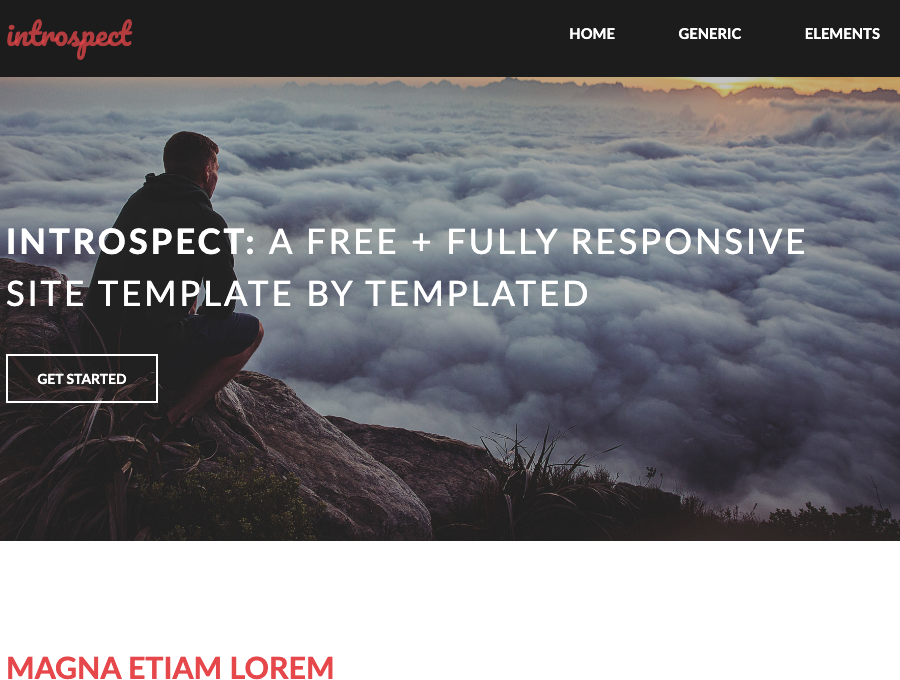 introspect
HOME GENERIC ELEMENTS
INTROSPECT: A FREE + FULLY RESPONSIVE
SITE TEMPLATE BY TEMPLATED
GET STARTED
MAGNA ETIAM LOREM